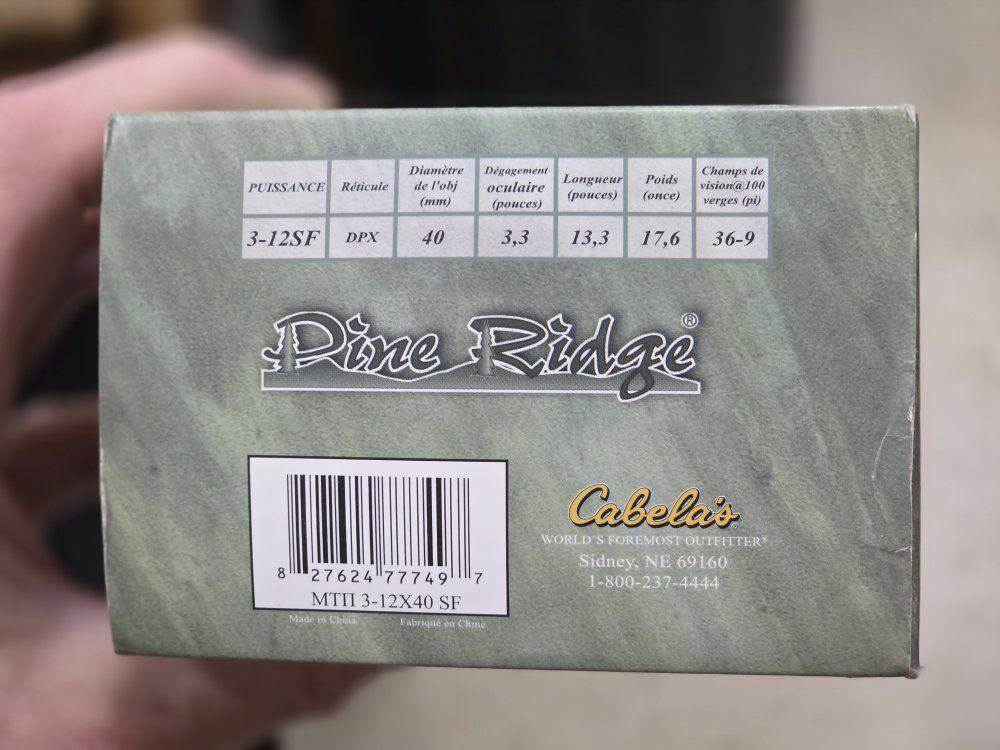 PUISSANCE Réticule Diamètre de l'obj (mm) Dégagement oculaire (pouces) Longueur (pouces) Poids (once) Champs de vision@100 verges (pi)
3-12SF DPX 40 3,3 13,3 17,6 36-9
Pine Ridge®
8 27624 77749 7
МТП 3-12X40 SF
Made in China Fabriqué en Chine
Cabela's®
WORLD'S FOREMOST OUTFITTER®
Sidney, NE 69160
1-800-237-4444